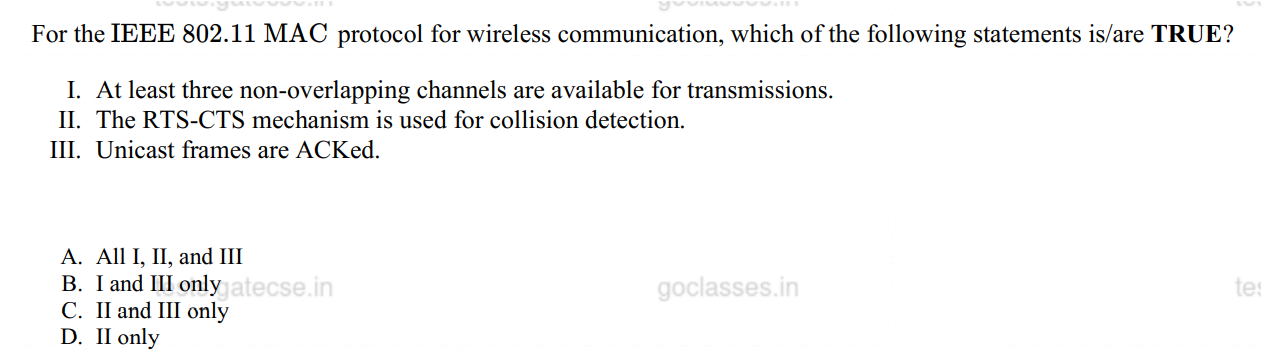 For the IEEE 802.11 MAC protocol for wireless communication, which of the following statements is/are TRUE?
I. At least three non-overlapping channels are available for transmissions.
II. The RTS-CTS mechanism is used for collision detection.
III. Unicast frames are ACKed.
A. All I, II, and III
B. I and III only
gatecse.in
goclasses.in
C. II and III only
D. II only